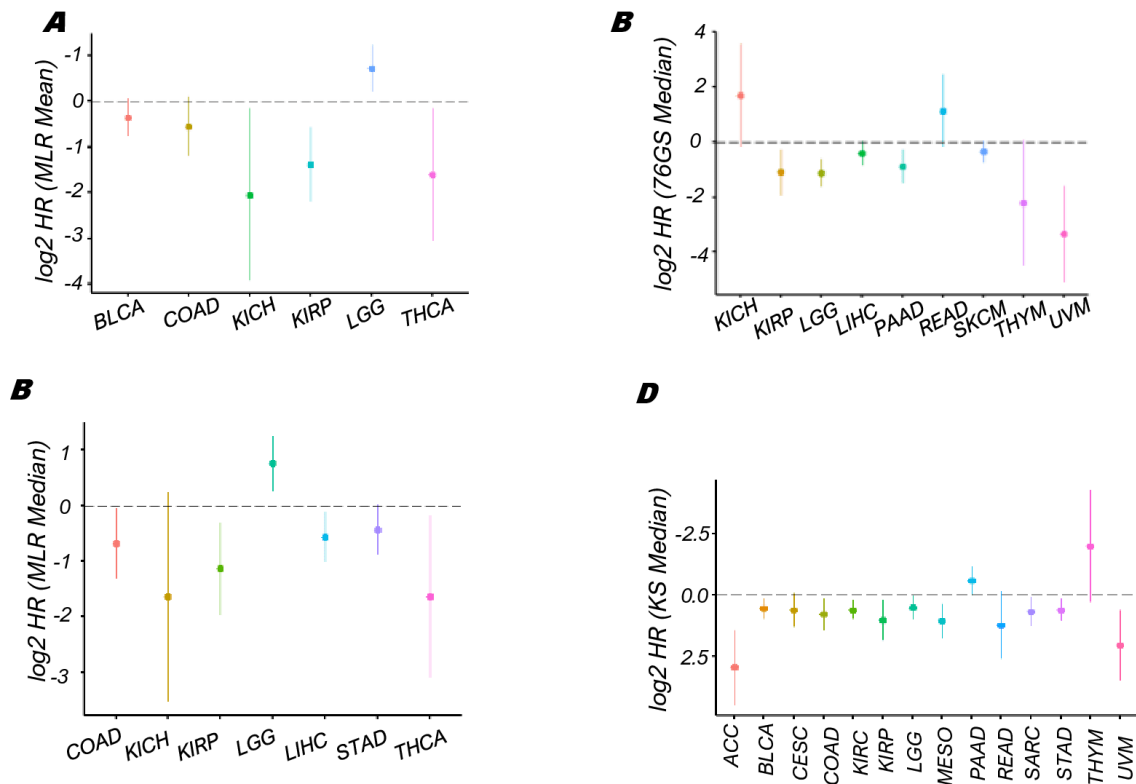 A
log2 HR (MLR Mean)
-1
0
-1
-2
-3
-4
BLCA COAD KICH KIRP LGG THCA
B
log2 HR (76GS Median)
4
2
0
-2
-4
KICH KIRP LGG LIHC PAAD READ SKCM THYM UVM
B
log2 HR (MLR Median)
1
0
-1
-2
-3
COAD KICH KIRP LGG LIHC STAD THCA
D
log2 HR (KS Median)
-2.5
0.0
2.5
ACC BLCA CESC COAD KIRC KIRP LGG MESO PAAD READ SARC STAD THYM UVM